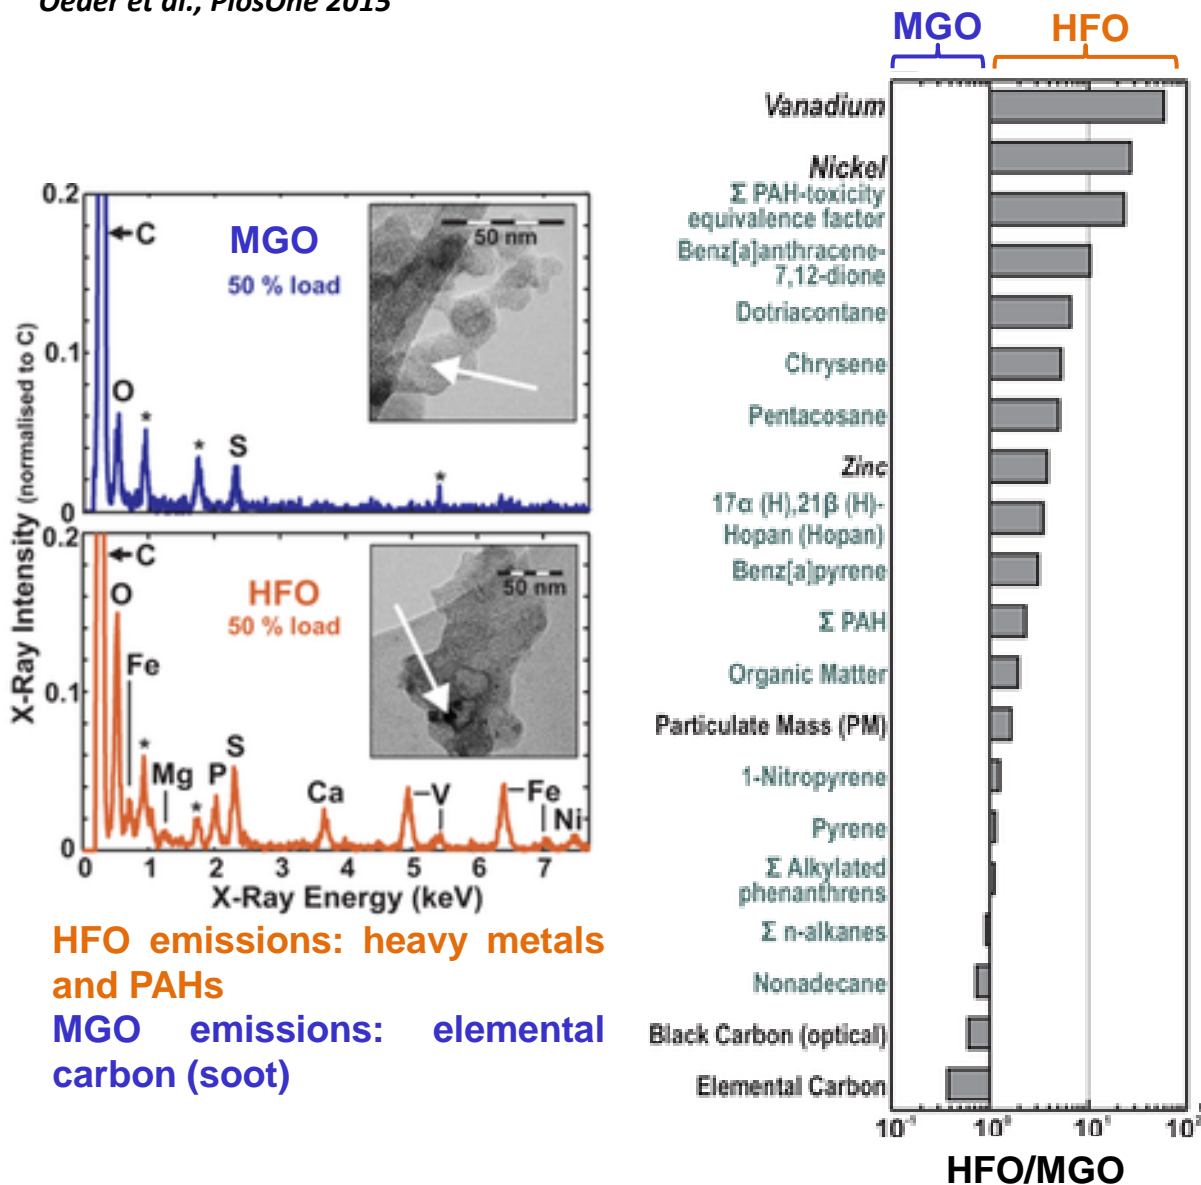 Oeder et al., PlosOne 2015
0.2
C
MGO
50 % load
50 nm
0.1
O
*
*
S
*
0
X-Ray Intensity (normalised to C)
0.2
C
O
HFO
50 % load
50 nm
Fe
0.1
*
Mg
*
P
S
Ca
V
Fe
Ni
0
0 1 2 3 4 5 6 7
X-Ray Energy (keV)
HFO emissions: heavy metals
and PAHs
MGO emissions: elemental
carbon (soot)
MGO HFO
Vanadium
Nickel
Σ PAH-toxicity
equivalence factor
Benz[a]anthracene-
7,12-dione
Dotriacontane
Chrysene
Pentacosane
Zinc
17α (H),21β (H)-
Hopan (Hopan)
Benz[a]pyrene
Σ PAH
Organic Matter
Particulate Mass (PM)
1-Nitropyrene
Pyrene
Σ Alkylated
phenanthrens
Σ n-alkanes
Nonadecane
Black Carbon (optical)
Elemental Carbon
10⁻¹ 10⁰ 10¹ 10²
HFO/MGO